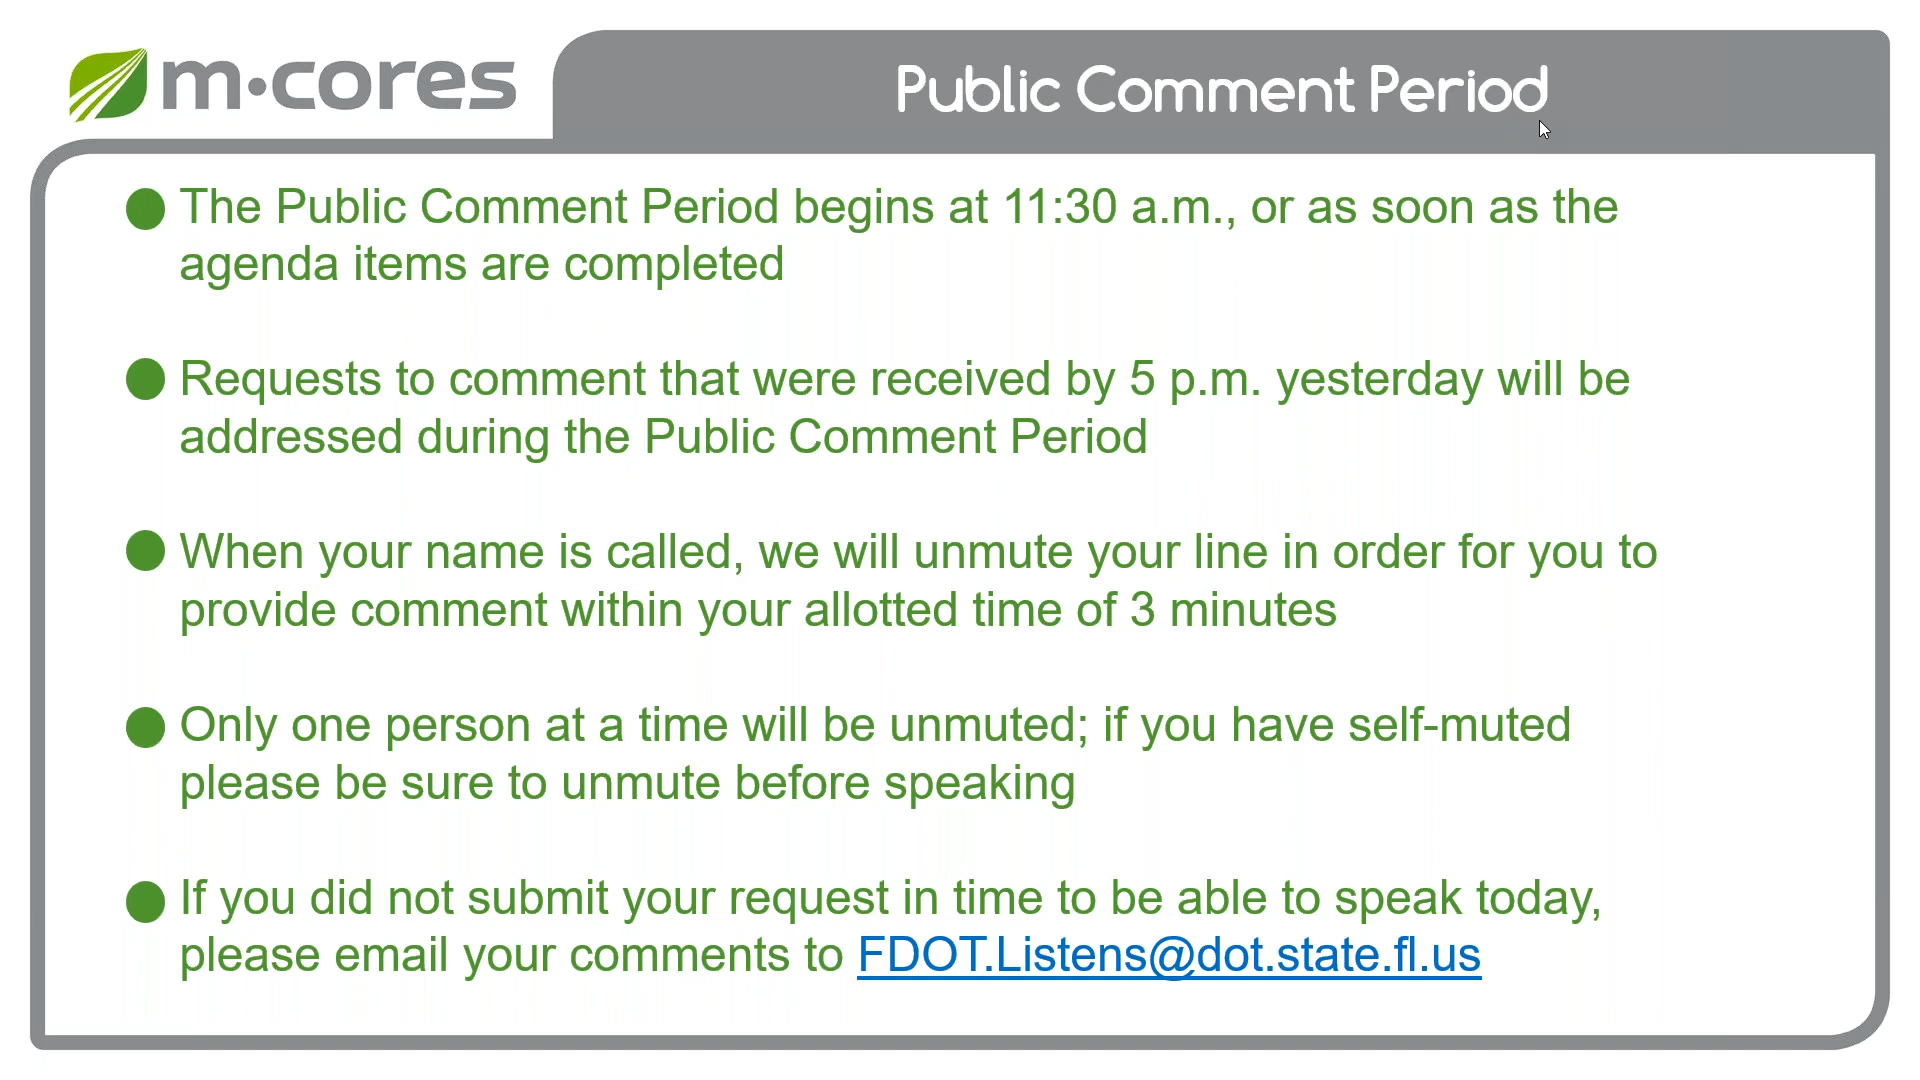 m·cores
Public Comment Period
The Public Comment Period begins at 11:30 a.m., or as soon as the
agenda items are completed
Requests to comment that were received by 5 p.m. yesterday will be
addressed during the Public Comment Period
When your name is called, we will unmute your line in order for you to
provide comment within your allotted time of 3 minutes
Only one person at a time will be unmuted; if you have self-muted
please be sure to unmute before speaking
If you did not submit your request in time to be able to speak today,
please email your comments to FDOT.Listens@dot.state.fl.us